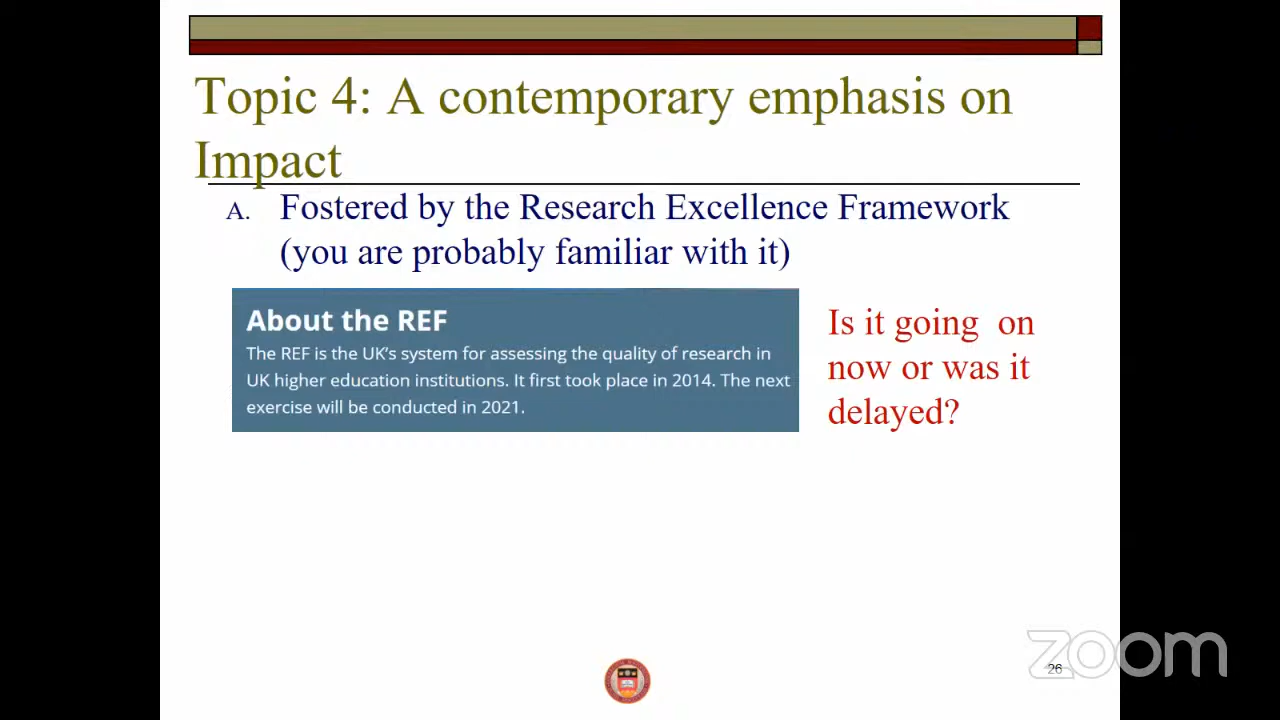 Topic 4: A contemporary emphasis on
Impact
A. Fostered by the Research Excellence Framework
(you are probably familiar with it)
About the REF
The REF is the UK's system for assessing the quality of research in
UK higher education institutions. It first took place in 2014. The next
exercise will be conducted in 2021.
Is it going on
now or was it
delayed?
26
zoom